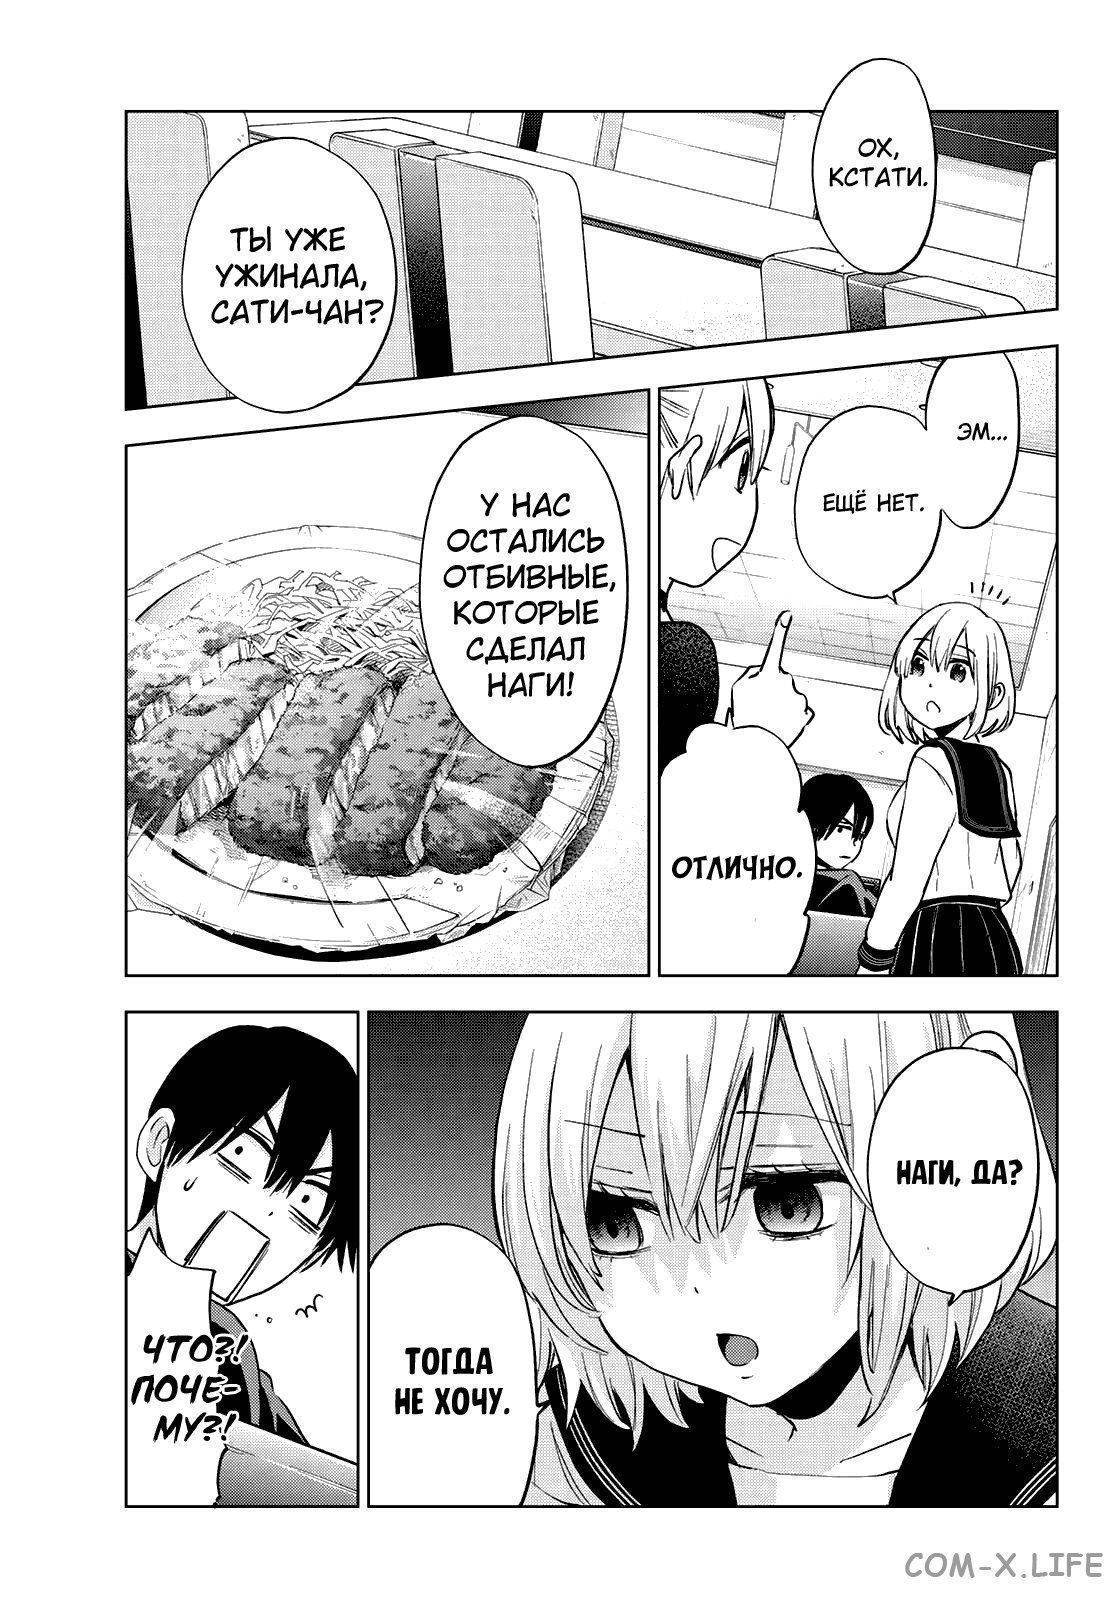 ОХ,
КСТАТИ.
ТЫ УЖЕ
УЖИНАЛА,
САТИ-ЧАН?
ЭМ...
ЕЩЁ НЕТ.
ОТЛИЧНО.
У НАС
ОСТАЛИСЬ
ОТБИВНЫЕ,
КОТОРЫЕ
СДЕЛАЛ
НАГИ!
НАГИ, ДА?
ТОГДА
НЕ ХОЧУ.
ЧТО?!
ПОЧЕ-
МУ?!
COM-X.LIFE